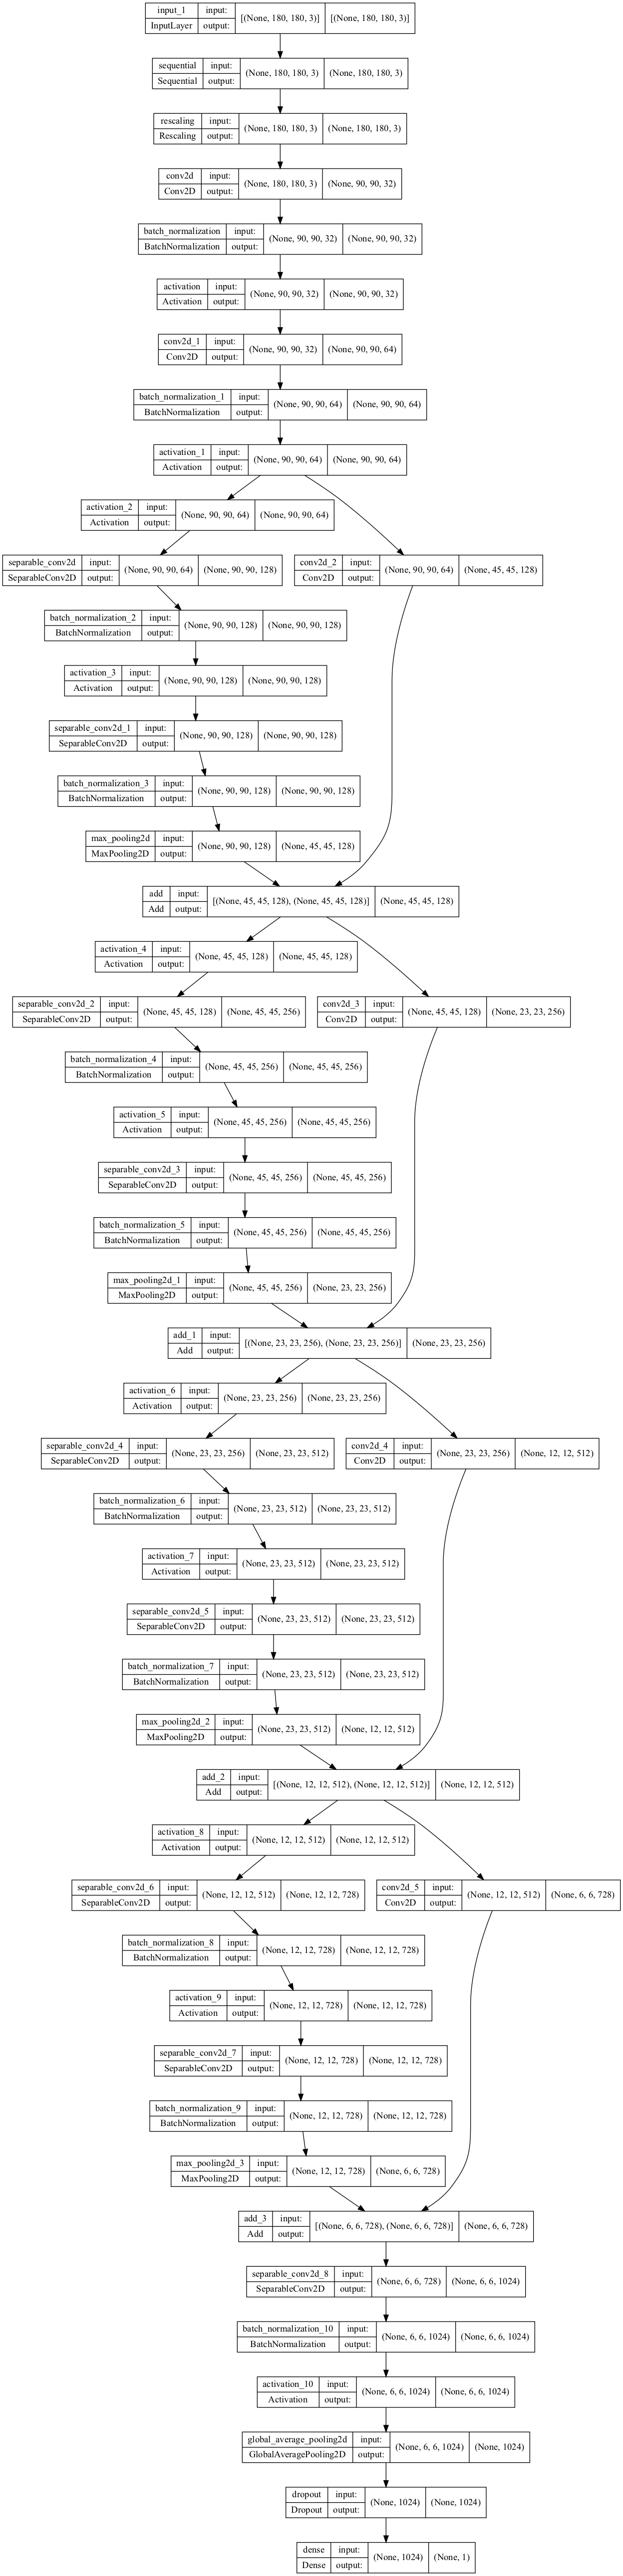 input_1 input: [(None, 180, 180, 3)] [(None, 180, 180, 3)]
InputLayer output:
sequential input: (None, 180, 180, 3) (None, 180, 180, 3)
Sequential output:
rescaling input: (None, 180, 180, 3) (None, 180, 180, 3)
Rescaling output:
conv2d input: (None, 180, 180, 3) (None, 90, 90, 32)
Conv2D output:
batch_normalization input: (None, 90, 90, 32) (None, 90, 90, 32)
BatchNormalization output:
activation input: (None, 90, 90, 32) (None, 90, 90, 32)
Activation output:
conv2d_1 input: (None, 90, 90, 32) (None, 90, 90, 64)
Conv2D output:
batch_normalization_1 input: (None, 90, 90, 64) (None, 90, 90, 64)
BatchNormalization output:
activation_1 input: (None, 90, 90, 64) (None, 90, 90, 64)
Activation output:
activation_2 input: (None, 90, 90, 64) (None, 90, 90, 64)
Activation output:
separable_conv2d input: (None, 90, 90, 64) (None, 90, 90, 128)
SeparableConv2D output:
conv2d_2 input: (None, 90, 90, 64) (None, 45, 45, 128)
Conv2D output:
batch_normalization_2 input: (None, 90, 90, 128) (None, 90, 90, 128)
BatchNormalization output:
activation_3 input: (None, 90, 90, 128) (None, 90, 90, 128)
Activation output:
separable_conv2d_1 input: (None, 90, 90, 128) (None, 90, 90, 128)
SeparableConv2D output:
batch_normalization_3 input: (None, 90, 90, 128) (None, 90, 90, 128)
BatchNormalization output:
max_pooling2d input: (None, 90, 90, 128) (None, 45, 45, 128)
MaxPooling2D output:
add input: [(None, 45, 45, 128), (None, 45, 45, 128)] (None, 45, 45, 128)
Add output:
activation_4 input: (None, 45, 45, 128) (None, 45, 45, 128)
Activation output:
separable_conv2d_2 input: (None, 45, 45, 128) (None, 45, 45, 256)
SeparableConv2D output:
conv2d_3 input: (None, 45, 45, 128) (None, 23, 23, 256)
Conv2D output:
batch_normalization_4 input: (None, 45, 45, 256) (None, 45, 45, 256)
BatchNormalization output:
activation_5 input: (None, 45, 45, 256) (None, 45, 45, 256)
Activation output:
separable_conv2d_3 input: (None, 45, 45, 256) (None, 45, 45, 256)
SeparableConv2D output:
batch_normalization_5 input: (None, 45, 45, 256) (None, 45, 45, 256)
BatchNormalization output:
max_pooling2d_1 input: (None, 45, 45, 256) (None, 23, 23, 256)
MaxPooling2D output:
add_1 input: [(None, 23, 23, 256), (None, 23, 23, 256)] (None, 23, 23, 256)
Add output:
activation_6 input: (None, 23, 23, 256) (None, 23, 23, 256)
Activation output:
separable_conv2d_4 input: (None, 23, 23, 256) (None, 23, 23, 512)
SeparableConv2D output:
conv2d_4 input: (None, 23, 23, 256) (None, 12, 12, 512)
Conv2D output:
batch_normalization_6 input: (None, 23, 23, 512) (None, 23, 23, 512)
BatchNormalization output:
activation_7 input: (None, 23, 23, 512) (None, 23, 23, 512)
Activation output:
separable_conv2d_5 input: (None, 23, 23, 512) (None, 23, 23, 512)
SeparableConv2D output:
batch_normalization_7 input: (None, 23, 23, 512) (None, 23, 23, 512)
BatchNormalization output:
max_pooling2d_2 input: (None, 23, 23, 512) (None, 12, 12, 512)
MaxPooling2D output:
add_2 input: [(None, 12, 12, 512), (None, 12, 12, 512)] (None, 12, 12, 512)
Add output:
activation_8 input: (None, 12, 12, 512) (None, 12, 12, 512)
Activation output:
separable_conv2d_6 input: (None, 12, 12, 512) (None, 12, 12, 728)
SeparableConv2D output:
conv2d_5 input: (None, 12, 12, 512) (None, 6, 6, 728)
Conv2D output:
batch_normalization_8 input: (None, 12, 12, 728) (None, 12, 12, 728)
BatchNormalization output:
activation_9 input: (None, 12, 12, 728) (None, 12, 12, 728)
Activation output:
separable_conv2d_7 input: (None, 12, 12, 728) (None, 12, 12, 728)
SeparableConv2D output:
batch_normalization_9 input: (None, 12, 12, 728) (None, 12, 12, 728)
BatchNormalization output:
max_pooling2d_3 input: (None, 12, 12, 728) (None, 6, 6, 728)
MaxPooling2D output:
add_3 input: [(None, 6, 6, 728), (None, 6, 6, 728)] (None, 6, 6, 728)
Add output:
separable_conv2d_8 input: (None, 6, 6, 728) (None, 6, 6, 1024)
SeparableConv2D output:
batch_normalization_10 input: (None, 6, 6, 1024) (None, 6, 6, 1024)
BatchNormalization output:
activation_10 input: (None, 6, 6, 1024) (None, 6, 6, 1024)
Activation output:
global_average_pooling2d input: (None, 6, 6, 1024) (None, 1024)
GlobalAveragePooling2D output:
dropout input: (None, 1024) (None, 1024)
Dropout output:
dense input: (None, 1024) (None, 1)
Dense output: